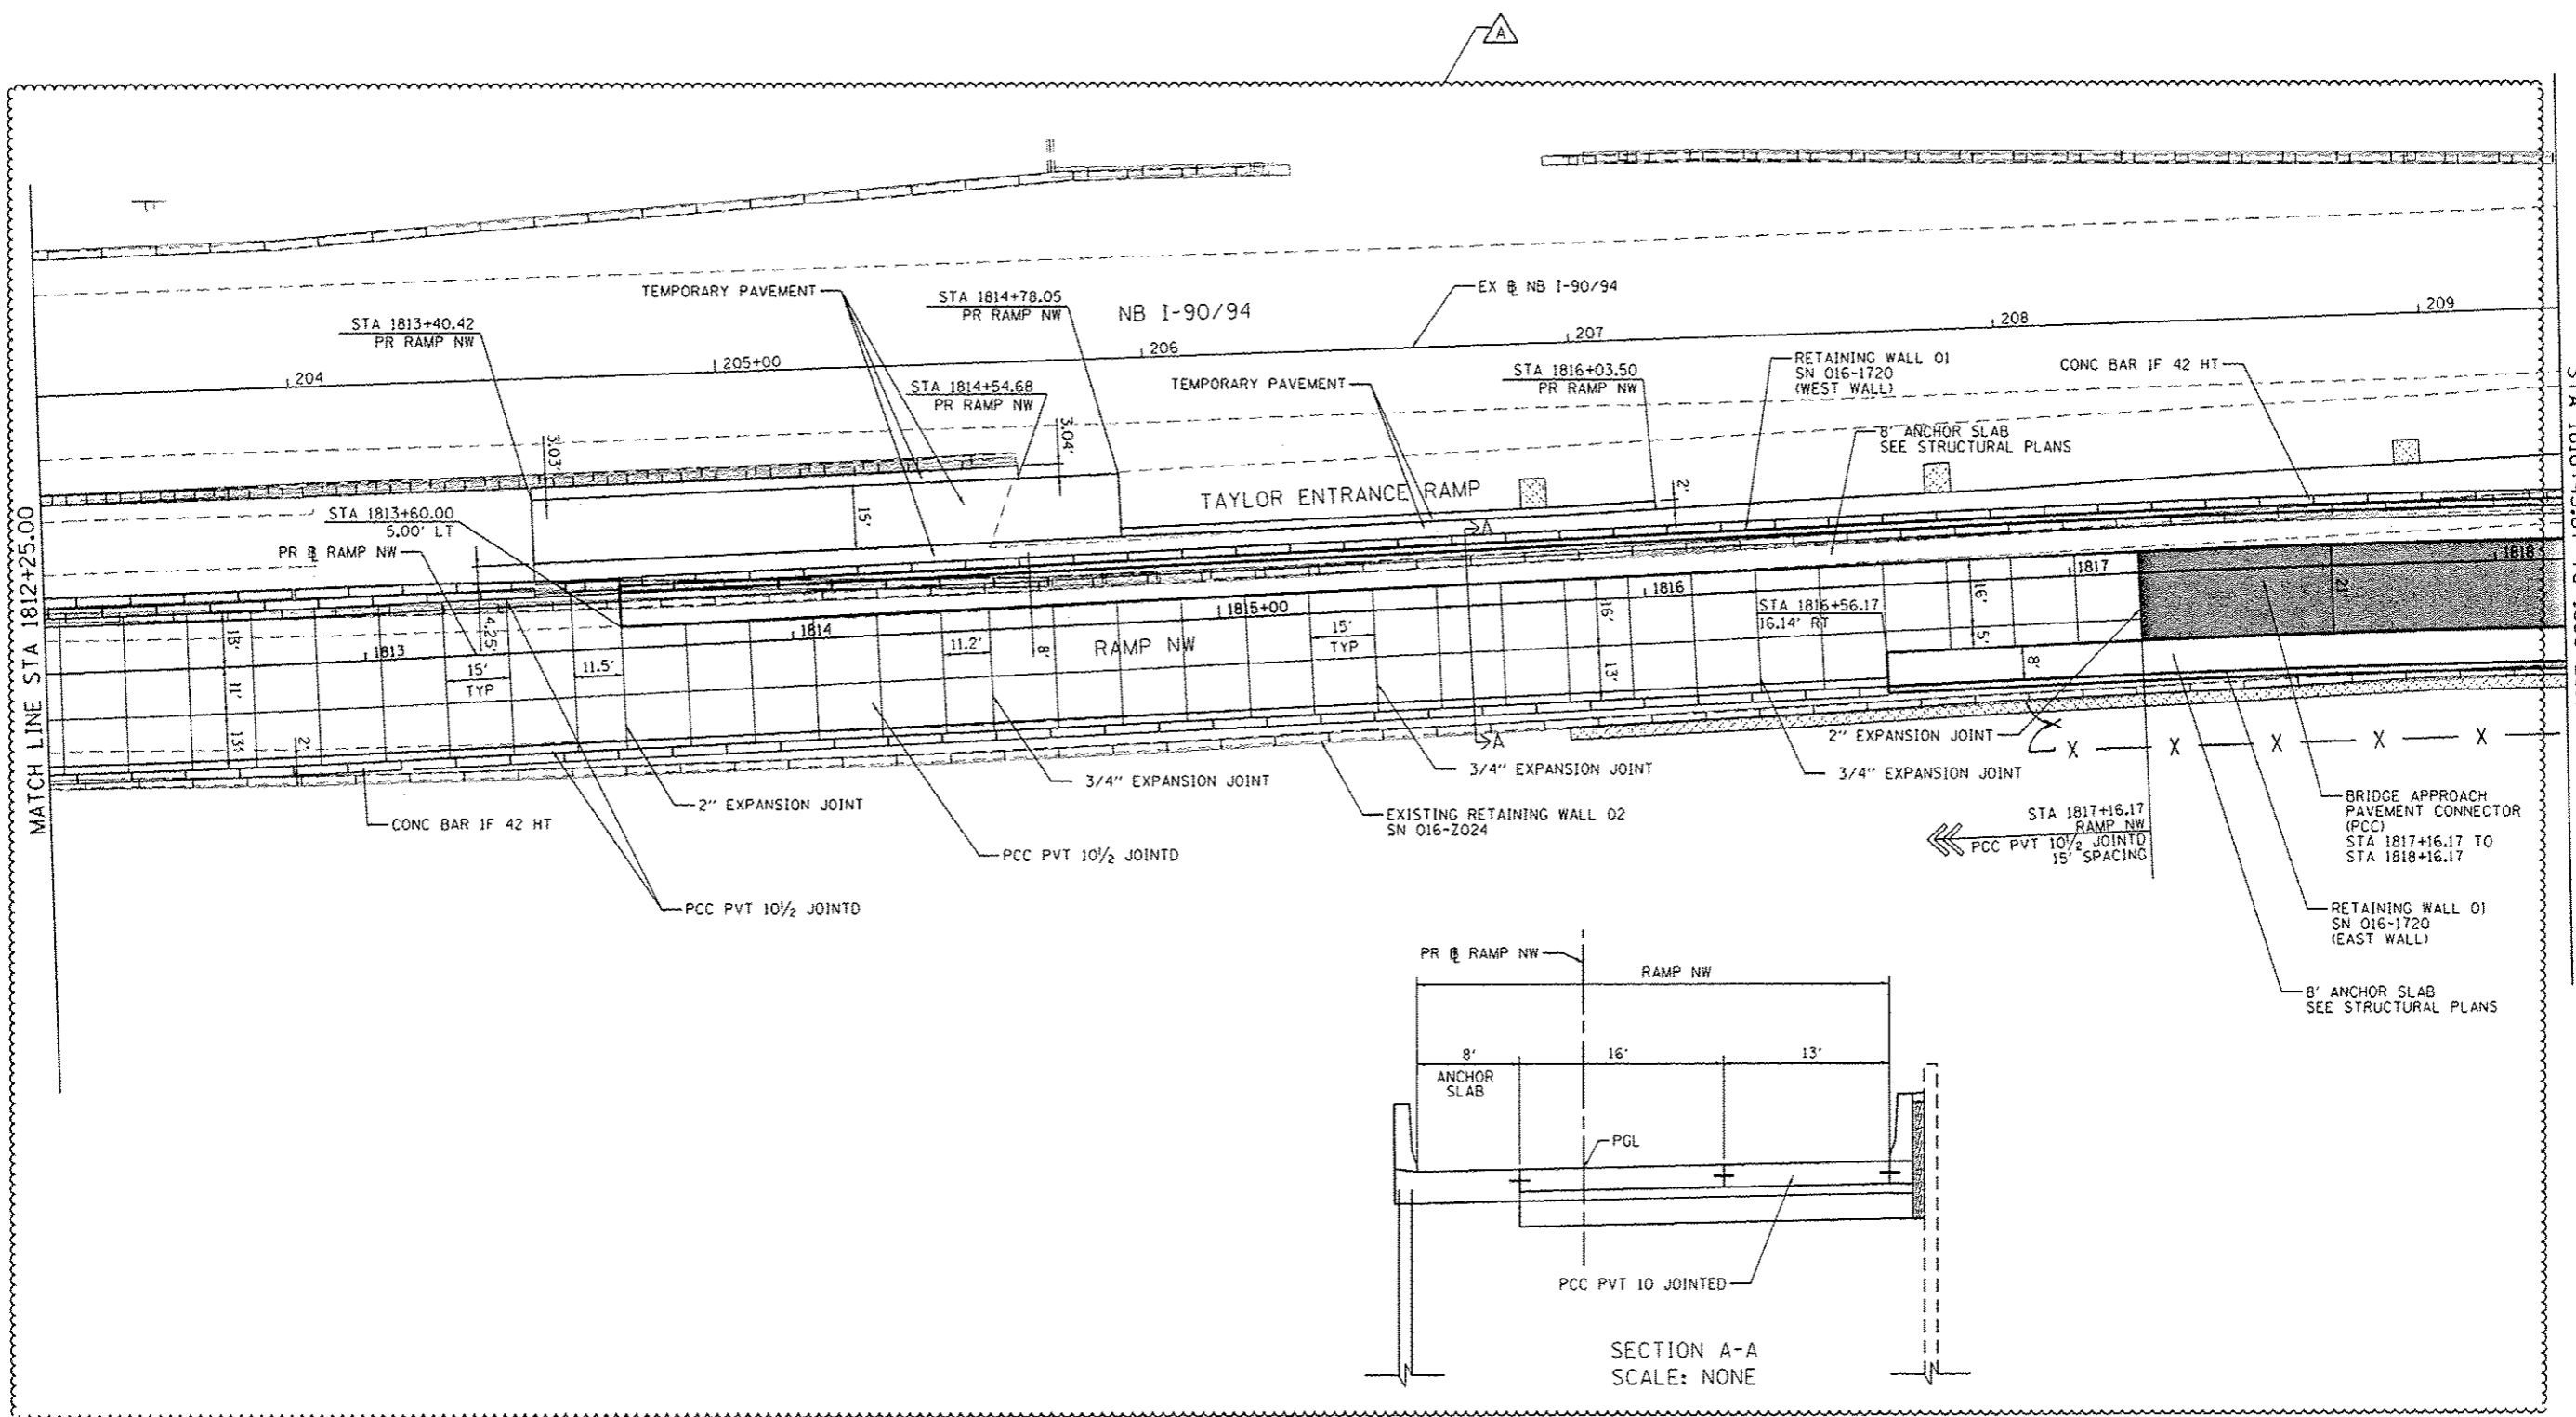 A
TEMPORARY PAVEMENT
STA 1814+78.05
PR RAMP NW
NB I-90/94
EX ℄ NB I-90/94
STA 1813+40.42
PR RAMP NW
204
205+00
206
207
208
209
STA 1814+54.68
PR RAMP NW
TEMPORARY PAVEMENT
STA 1816+03.50
PR RAMP NW
RETAINING WALL 01
SN 016-1720
(WEST WALL)
CONC BAR 1F 42 HT
3.03'
3.04'
8' ANCHOR SLAB
SEE STRUCTURAL PLANS
TAYLOR ENTRANCE RAMP
2'
15'
STA 1813+60.00
5.00' LT
PR ℄ RAMP NW
A
MATCH LINE STA 1812+25.00
1813
1814
1815+00
1816
1817
1818
4.25'
11'
13'
2'
15'
TYP
11.5'
11.2'
8'
RAMP NW
15'
TYP
16'
13'
STA 1816+56.17
16.14' RT
16'
5'
8'
21'
A
2" EXPANSION JOINT
X X X X X
CONC BAR 1F 42 HT
2" EXPANSION JOINT
3/4" EXPANSION JOINT
3/4" EXPANSION JOINT
3/4" EXPANSION JOINT
EXISTING RETAINING WALL 02
SN 016-Z024
PCC PVT 10½ JOINTD
PCC PVT 10½ JOINTD
STA 1817+16.17
RAMP NW
PCC PVT 10½ JOINTD
15' SPACING
BRIDGE APPROACH
PAVEMENT CONNECTOR
(PCC)
STA 1817+16.17 TO
STA 1818+16.17
RETAINING WALL 01
SN 016-1720
(EAST WALL)
8' ANCHOR SLAB
SEE STRUCTURAL PLANS
PR ℄ RAMP NW
RAMP NW
8'
ANCHOR
SLAB
16'
13'
PGL
PCC PVT 10 JOINTED
SECTION A-A
SCALE: NONE